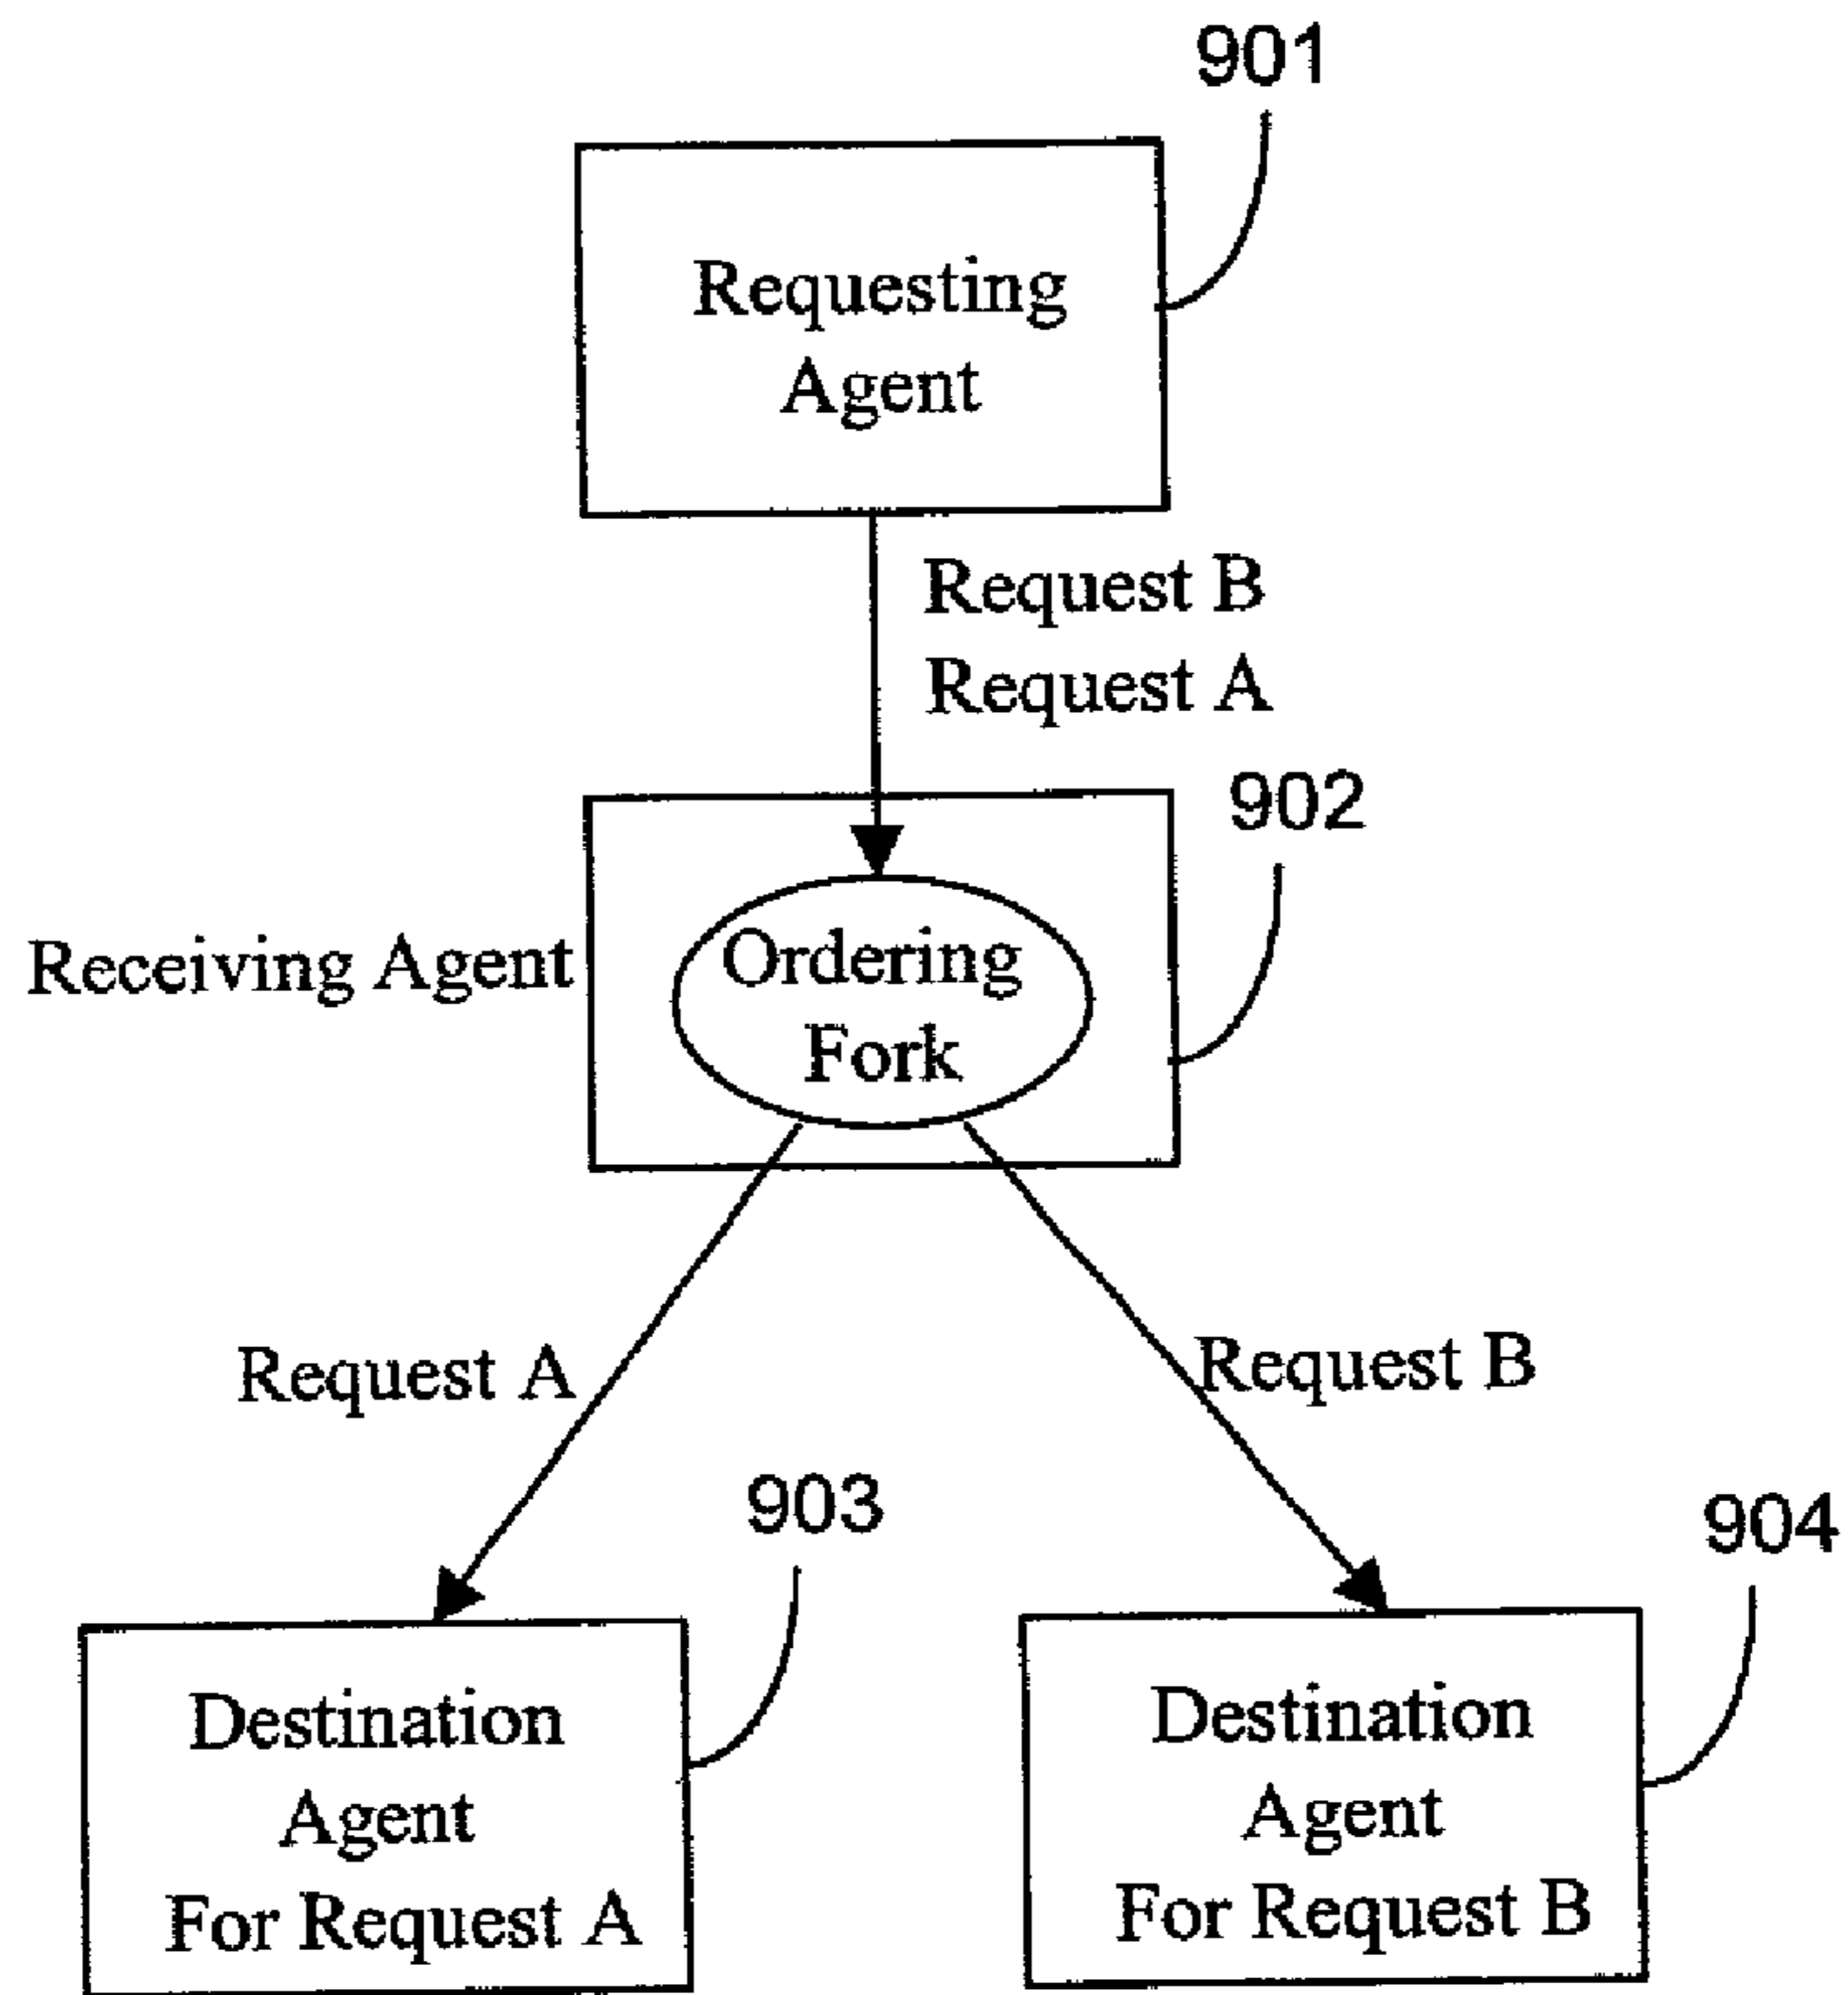 901
Requesting
Agent
Request B
Request A
902
Receiving Agent
Ordering
Fork
Request A
Request B
903
904
Destination
Agent
For Request A
Destination
Agent
For Request B